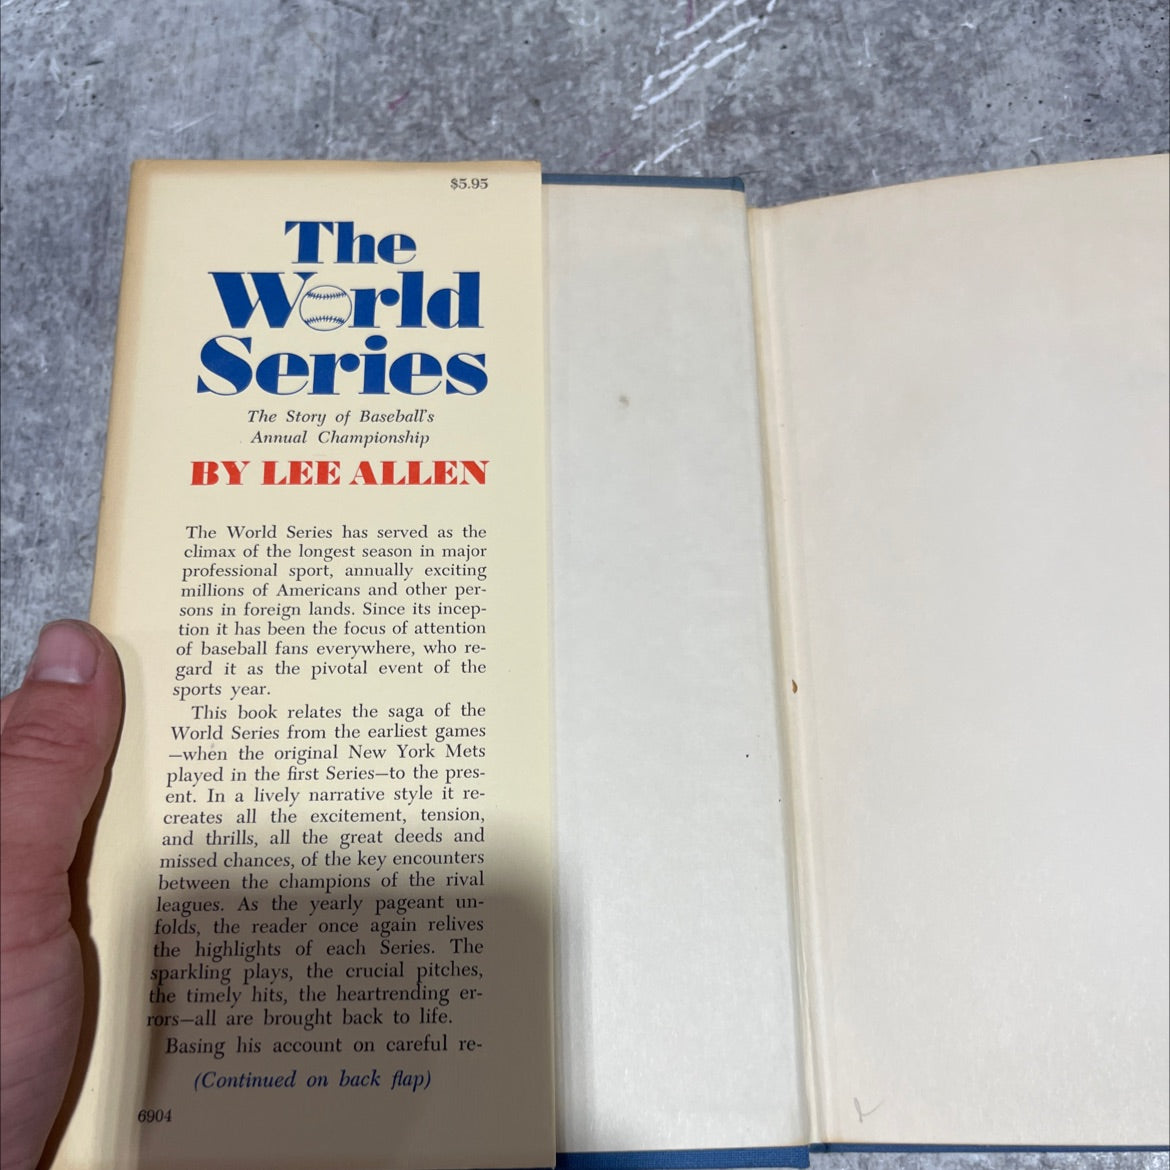 $5.95
The
World
Series
The Story of Baseball's
Annual Championship
BY LEE ALLEN
The World Series has served as the
climax of the longest season in major
professional sport, annually exciting
millions of Americans and other per-
sons in foreign lands. Since its incep-
tion it has been the focus of attention
of baseball fans everywhere, who re-
gard it as the pivotal event of the
sports year.
This book relates the saga of the
World Series from the earliest games
—when the original New York Mets
played in the first Series—to the pres-
ent. In a lively narrative style it re-
creates all the excitement, tension,
and thrills, all the great deeds and
missed chances, of the key encounters
between the champions of the rival
leagues. As the yearly pageant un-
folds, the reader once again relives
the highlights of each Series. The
sparkling plays, the crucial pitches,
the timely hits, the heartrending er-
rors—all are brought back to life.
Basing his account on careful re-
(Continued on back flap)
6904